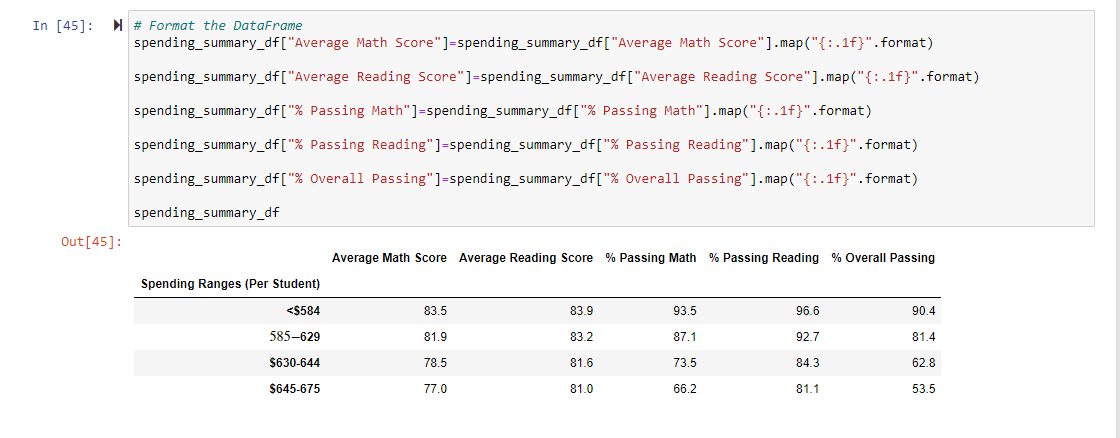 In [45]:
# Format the DataFrame
spending_summary_df["Average Math Score"]=spending_summary_df["Average Math Score"].map("{:.1f}".format)
spending_summary_df["Average Reading Score"]=spending_summary_df["Average Reading Score"].map("{:.1f}".format)
spending_summary_df["% Passing Math"]=spending_summary_df["% Passing Math"].map("{:.1f}".format)
spending_summary_df["% Passing Reading"]=spending_summary_df["% Passing Reading"].map("{:.1f}".format)
spending_summary_df["% Overall Passing"]=spending_summary_df["% Overall Passing"].map("{:.1f}".format)
spending_summary_df
Out[45]:
Average Math Score Average Reading Score % Passing Math % Passing Reading % Overall Passing
Spending Ranges (Per Student)
<$584 83.5 83.9 93.5 96.6 90.4
585−629 81.9 83.2 87.1 92.7 81.4
$630-644 78.5 81.6 73.5 84.3 62.8
$645-675 77.0 81.0 66.2 81.1 53.5